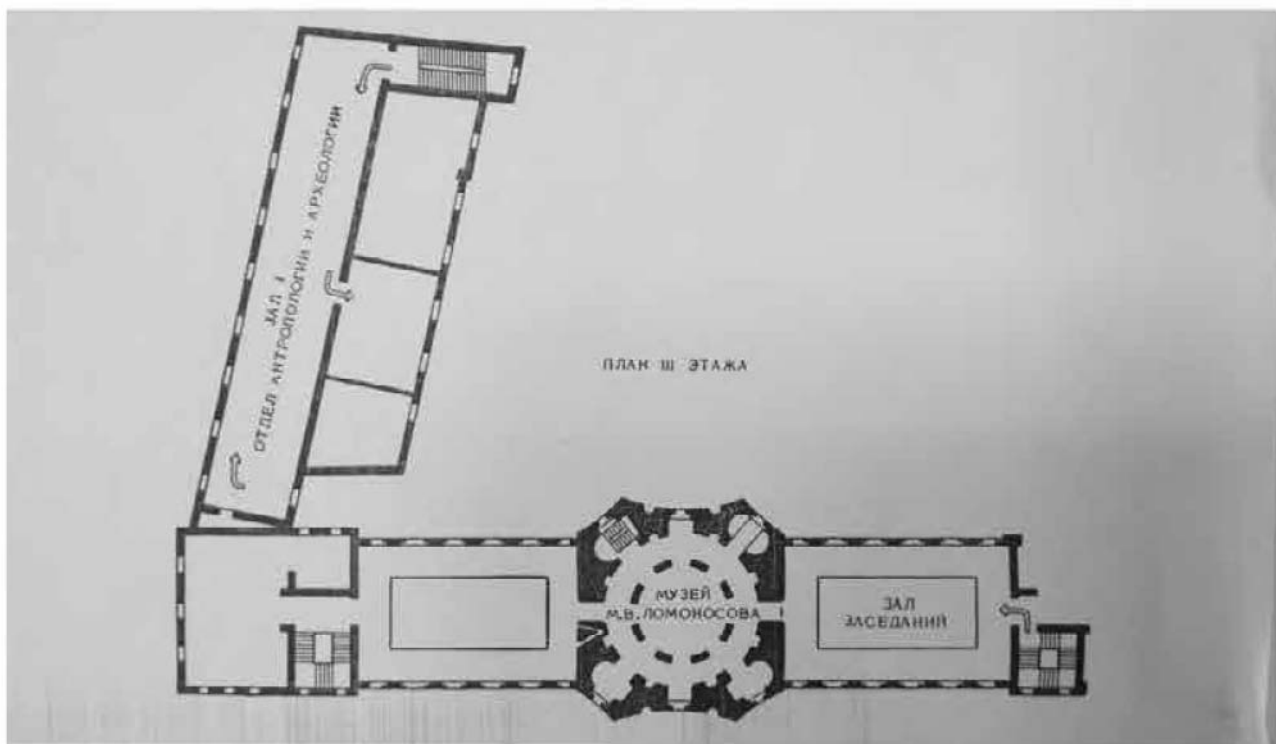 ЗАЛ I
ОТДЕЛ АНТРОПОЛОГИИ И АРХЕОЛОГИИ
ПЛАН III ЭТАЖА
МУЗЕЙ
М.В.ЛОМОНОСОВА
ЗАЛ
ЗАСЕДАНИЙ